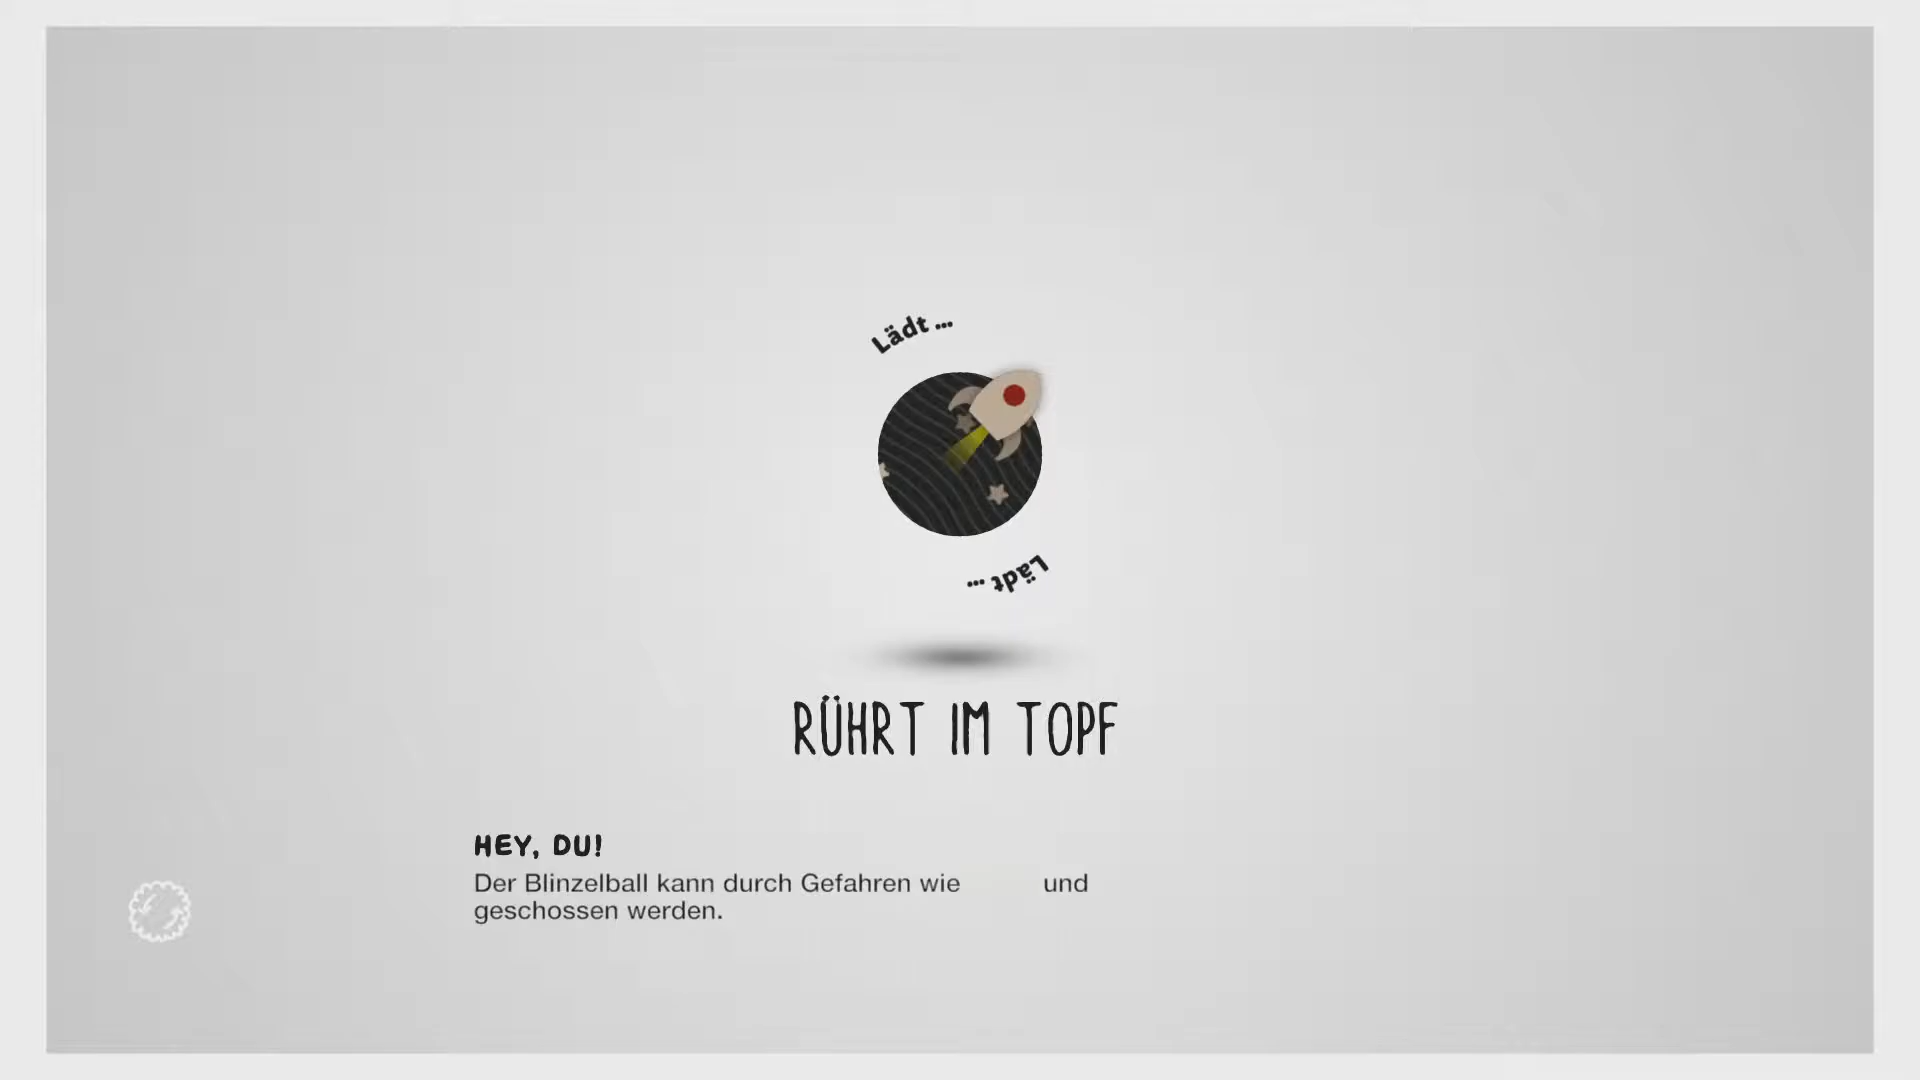 Lädt ...
Lädt ...
RÜHRT IM TOPF
HEY, DU!
Der Blinzelball kann durch Gefahren wie und
geschossen werden.